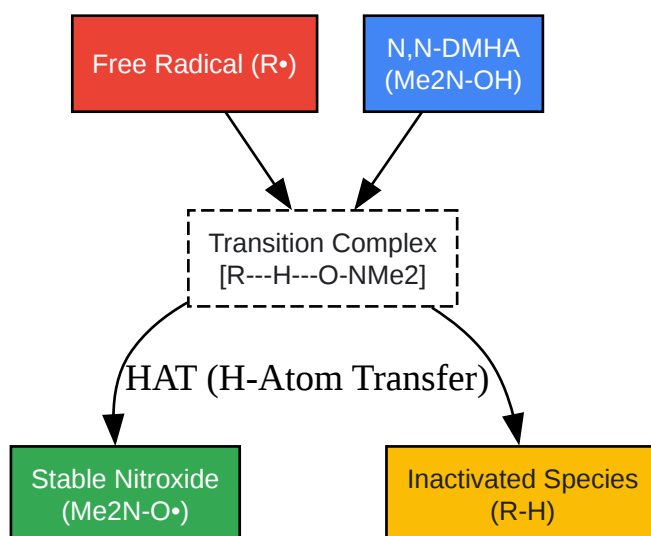 Free Radical (R•)
N,N-DMHA
(Me2N-OH)
Transition Complex
[R---H---O-NMe2]
HAT (H-Atom Transfer)
Stable Nitroxide
(Me2N-O•)
Inactivated Species
(R-H)